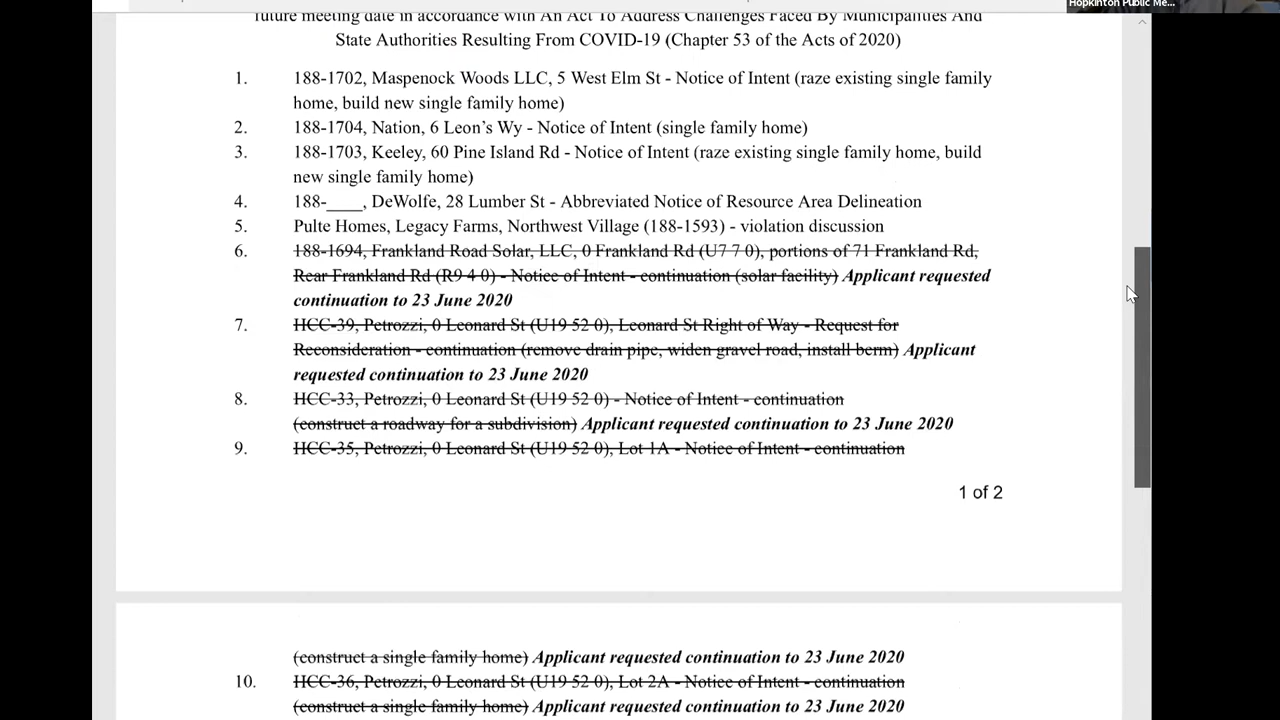 Hopkinton Public Me...
future meeting date in accordance with An Act To Address Challenges Faced By Municipalities And
State Authorities Resulting From COVID-19 (Chapter 53 of the Acts of 2020)
1. 188-1702, Maspenock Woods LLC, 5 West Elm St - Notice of Intent (raze existing single family
home, build new single family home)
2. 188-1704, Nation, 6 Leon’s Wy - Notice of Intent (single family home)
3. 188-1703, Keeley, 60 Pine Island Rd - Notice of Intent (raze existing single family home, build
new single family home)
4. 188-____, DeWolfe, 28 Lumber St - Abbreviated Notice of Resource Area Delineation
5. Pulte Homes, Legacy Farms, Northwest Village (188-1593) - violation discussion
6. 188-1694, Frankland Road Solar, LLC, 0 Frankland Rd (U7 7 0), portions of 71 Frankland Rd,
Rear Frankland Rd (R9 4 0) - Notice of Intent - continuation (solar facility) Applicant requested
continuation to 23 June 2020
7. HCC-39, Petrozzi, 0 Leonard St (U19 52 0), Leonard St Right of Way - Request for
Reconsideration - continuation (remove drain pipe, widen gravel road, install berm) Applicant
requested continuation to 23 June 2020
8. HCC-33, Petrozzi, 0 Leonard St (U19 52 0) - Notice of Intent - continuation
(construct a roadway for a subdivision) Applicant requested continuation to 23 June 2020
9. HCC-35, Petrozzi, 0 Leonard St (U19 52 0), Lot 1A - Notice of Intent - continuation
1 of 2
(construct a single family home) Applicant requested continuation to 23 June 2020
10. HCC-36, Petrozzi, 0 Leonard St (U19 52 0), Lot 2A - Notice of Intent - continuation
(construct a single family home) Applicant requested continuation to 23 June 2020